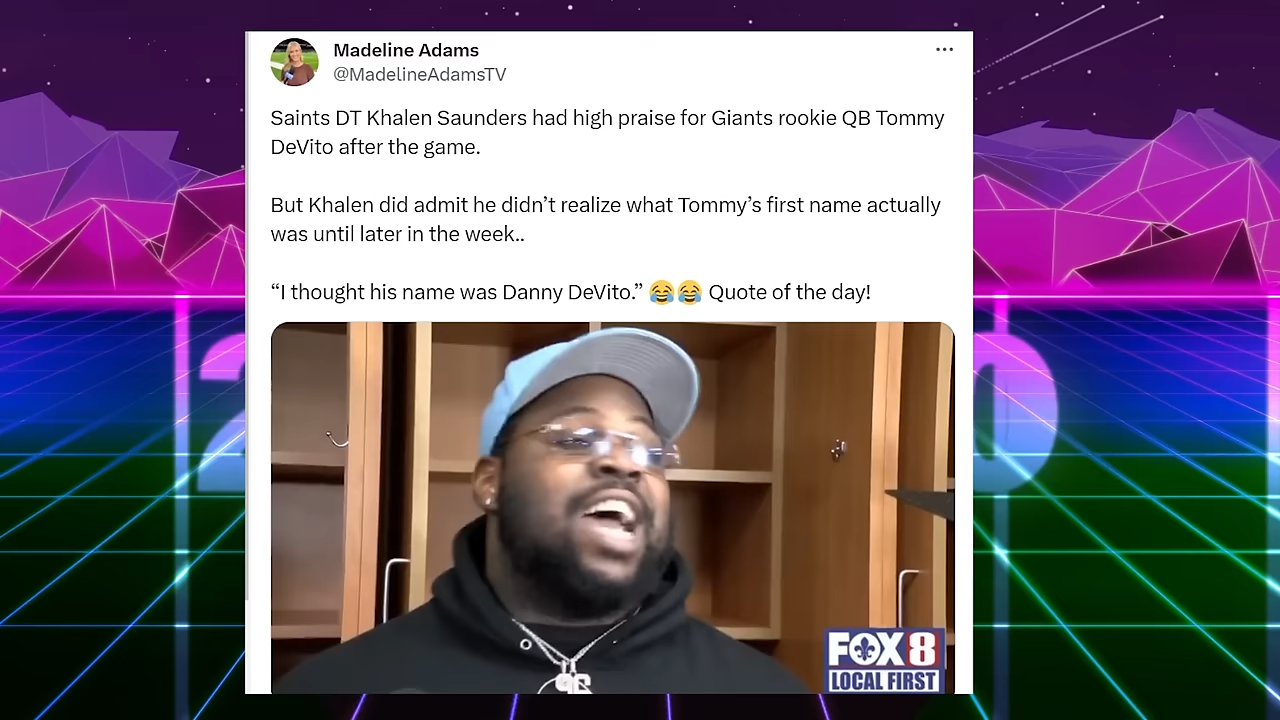 Madeline Adams
@MadelineAdamsTV
Saints DT Khalen Saunders had high praise for Giants rookie QB Tommy
DeVito after the game.
But Khalen did admit he didn’t realize what Tommy’s first name actually
was until later in the week..
“I thought his name was Danny DeVito.” 😂😂 Quote of the day!
FOX 8
LOCAL FIRST